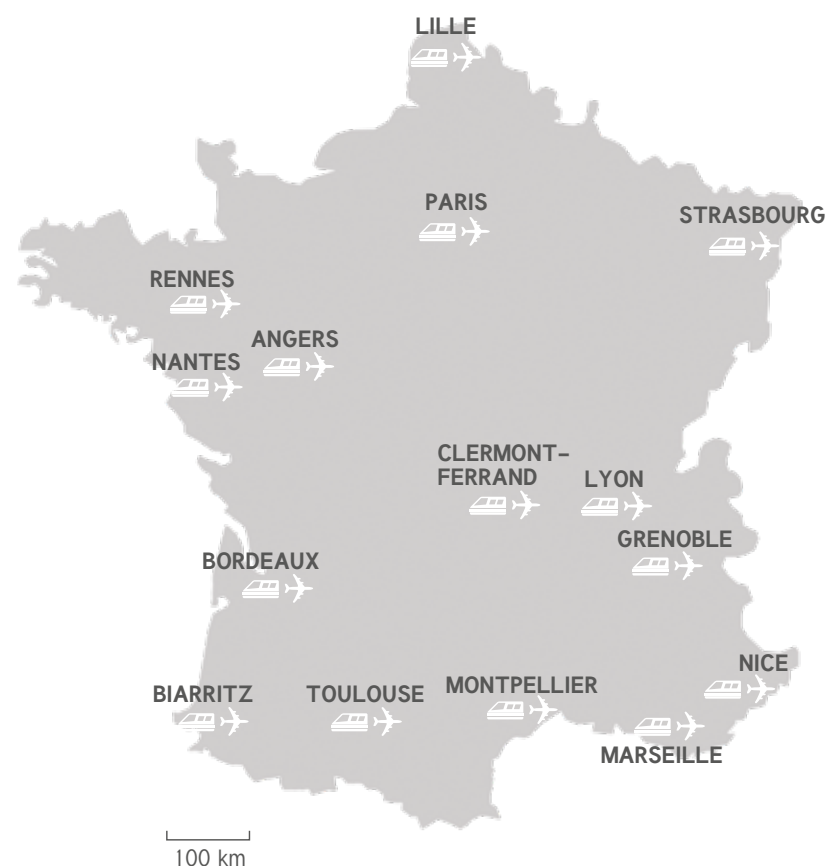 LILLE
PARIS
STRASBOURG
RENNES
ANGERS
NANTES
CLERMONT-
FERRAND
LYON
GRENOBLE
BORDEAUX
NICE
BIARRITZ
TOULOUSE
MONTPELLIER
MARSEILLE
100 km